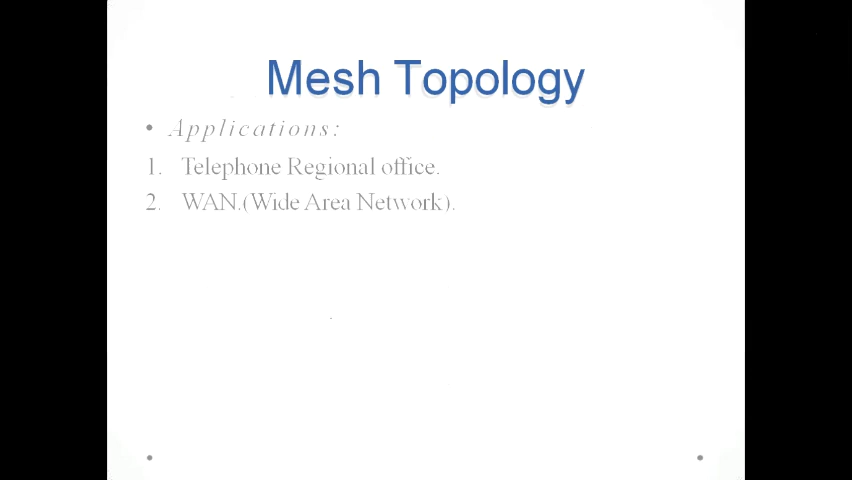 Mesh Topology
• Applications:
1. Telephone Regional office.
2. WAN.(Wide Area Network).